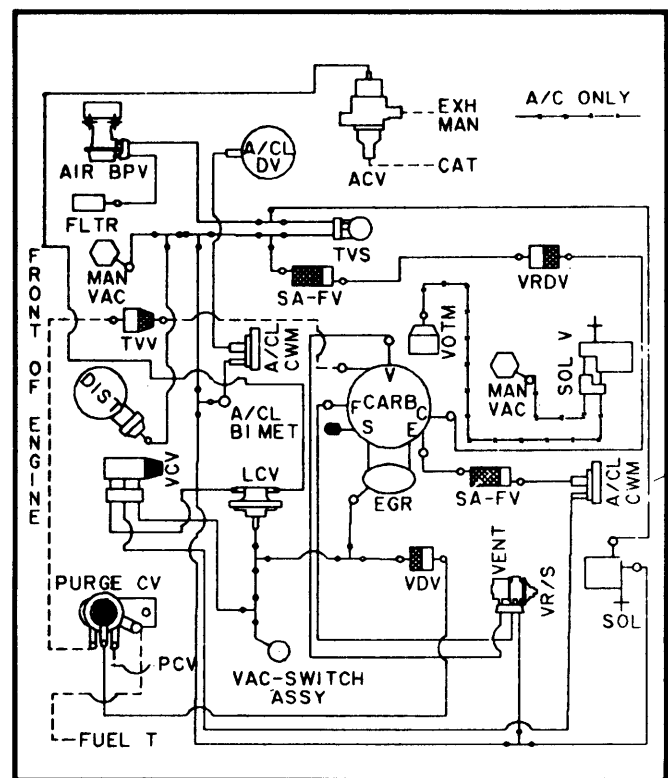 A/C ONLY
EXH
MAN
CAT
ACV
AIR BPV
A/CL
DV
FLTR
TVS
MAN
VAC
SA-FV
VRDV
FRONT OF ENGINE
TVV
A/CL
CWM
VOTM
SOL V
MAN
VAC
DIST
A/CL
BIMET
V
F CARB C
S
E
VCV
LCV
EGR
SA-FV
A/CL
CWM
VDV
VENT
VR/S
PURGE CV
SOL
PCV
VAC-SWITCH
ASSY
FUEL T